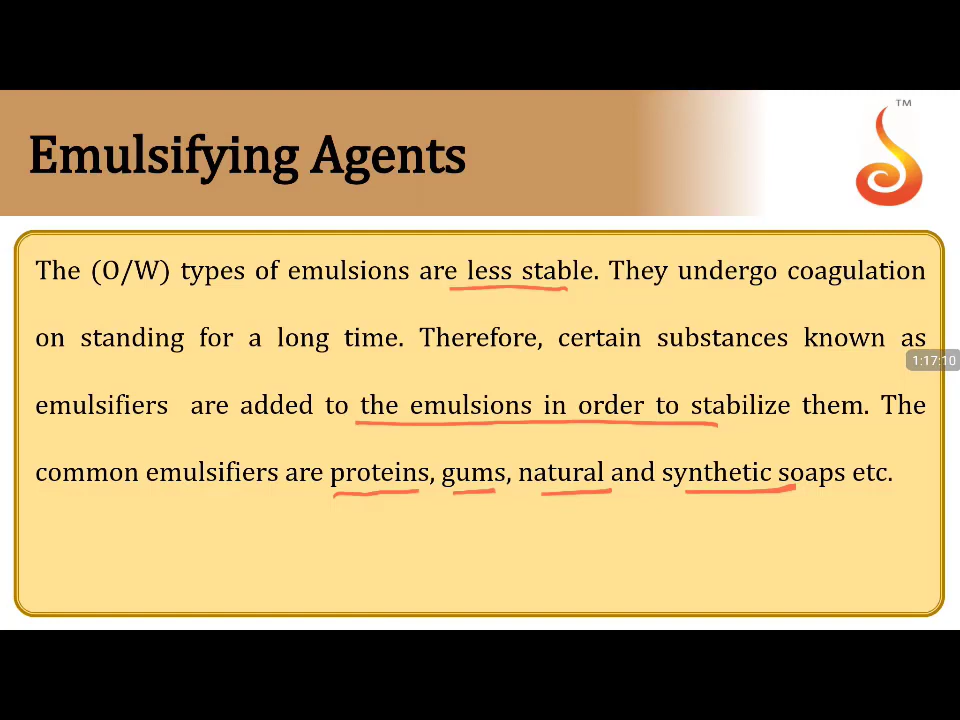 TM
Emulsifying Agents
The (O/W) types of emulsions are less stable. They undergo coagulation
on standing for a long time. Therefore, certain substances known as
1:17:10
emulsifiers are added to the emulsions in order to stabilize them. The
common emulsifiers are proteins, gums, natural and synthetic soaps etc.